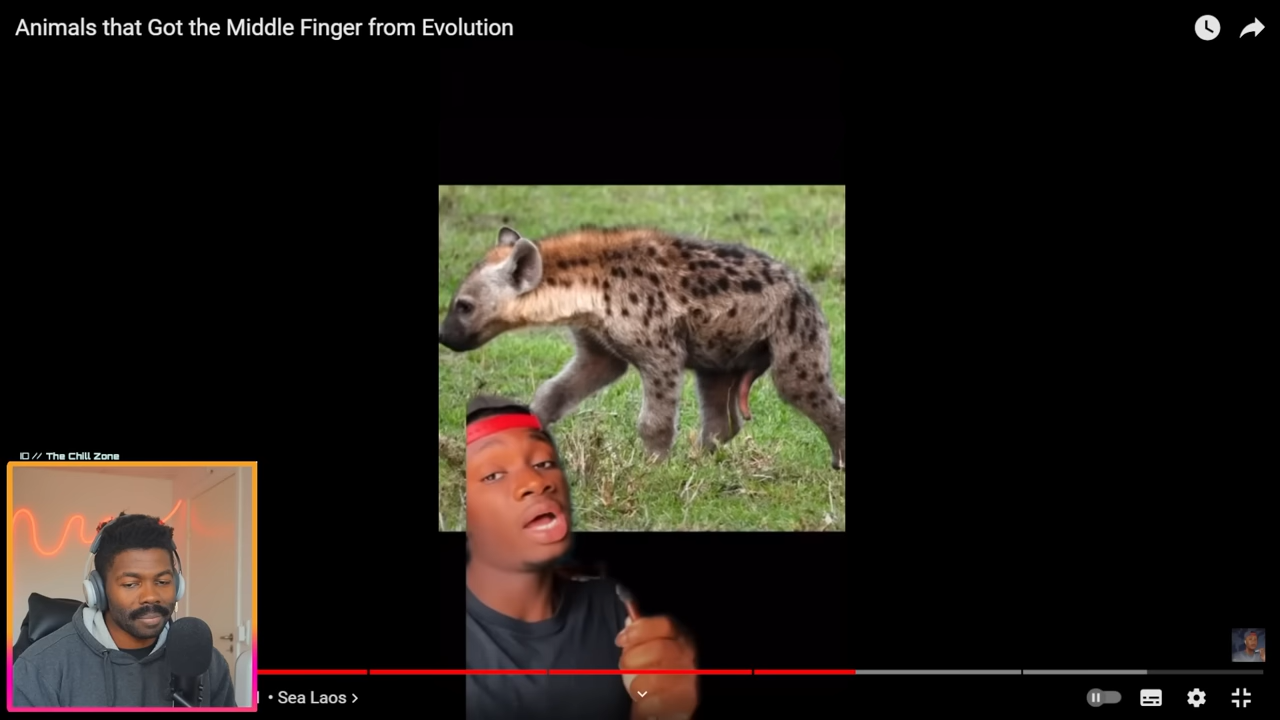 Animals that Got the Middle Finger from Evolution
ID // The Chill Zone
• Sea Laos >